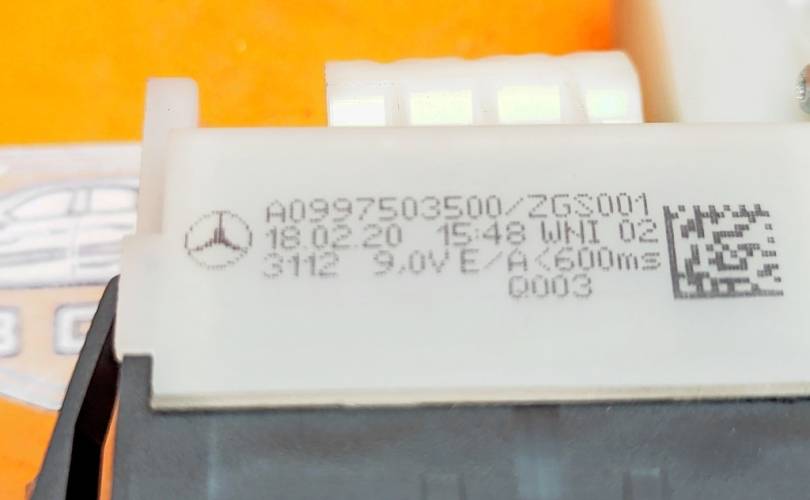 A0997503500/ZGS001
18.02.20 15:48 WNI 02
3112 9.0V E/A<600ms
Q003